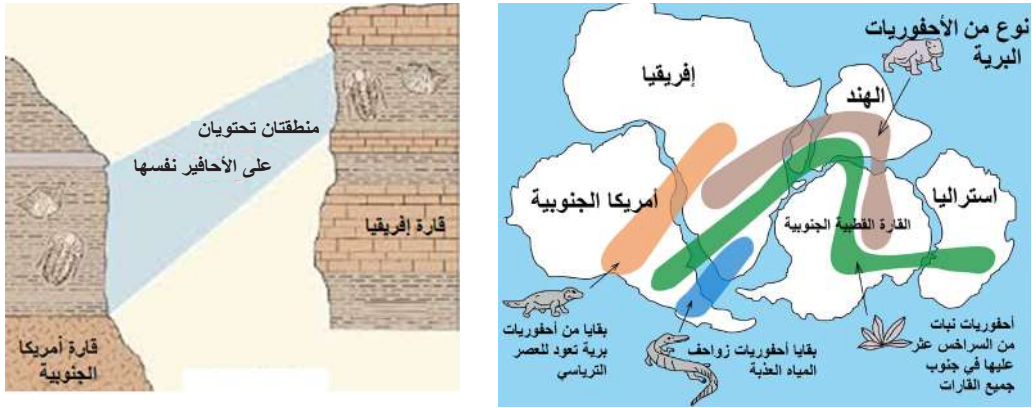 منطقتان تحتويان
على الأحافير نفسها
قارة إفريقيا
قارة أمريكا
الجنوبية
نوع من الأحفوريات
البرية
إفريقيا
الهند
أمريكا الجنوبية
استراليا
القارة القطبية الجنوبية
بقايا من أحفوريات
برية تعود للعصر
الترياسي
بقايا أحفوريات زواحف
المياه العذبة
أحفوريات نبات
من السراخس عثر
عليها في جنوب
جميع القارات